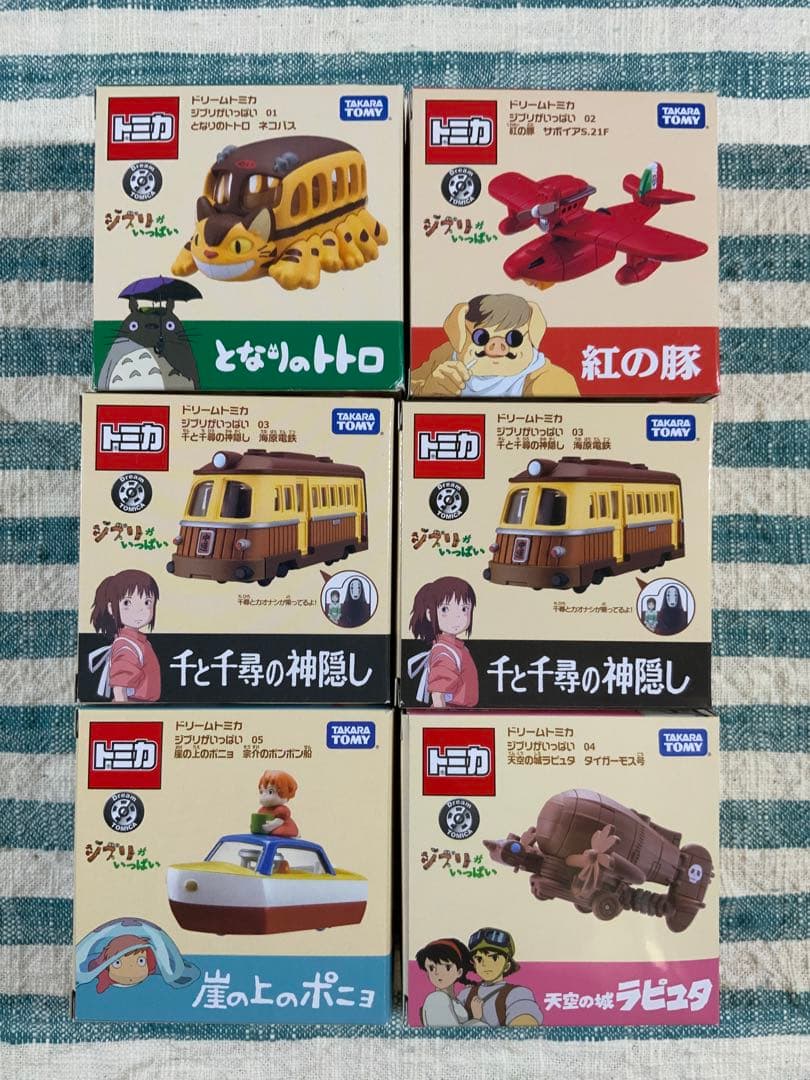 トミカ
ドリームトミカ
ジブリがいっぱい 01
となりのトトロ ネコバス
TAKARA TOMY
Dream TOMICA
ジブリがいっぱい
となりのトトロ
トミカ
ドリームトミカ
ジブリがいっぱい 02
紅の豚 サボイアS.21F
TAKARA TOMY
Dream TOMICA
ジブリがいっぱい
紅の豚
トミカ
ドリームトミカ
ジブリがいっぱい 03
千と千尋の神隠し 海原電鉄
TAKARA TOMY
Dream TOMICA
ジブリがいっぱい
中道
千尋とカオナシが乗ってるよ!
千と千尋の神隠し
トミカ
ドリームトミカ
ジブリがいっぱい 03
千と千尋の神隠し 海原電鉄
TAKARA TOMY
Dream TOMICA
ジブリがいっぱい
中道
千尋とカオナシが乗ってるよ!
千と千尋の神隠し
トミカ
ドリームトミカ
ジブリがいっぱい 05
崖の上のポニョ 宗介のポンポン船
TAKARA TOMY
Dream TOMICA
ジブリがいっぱい
崖の上のポニョ
トミカ
ドリームトミカ
ジブリがいっぱい 04
天空の城ラピュタ タイガーモス号
TAKARA TOMY
Dream TOMICA
ジブリがいっぱい
天空の城ラピュタ